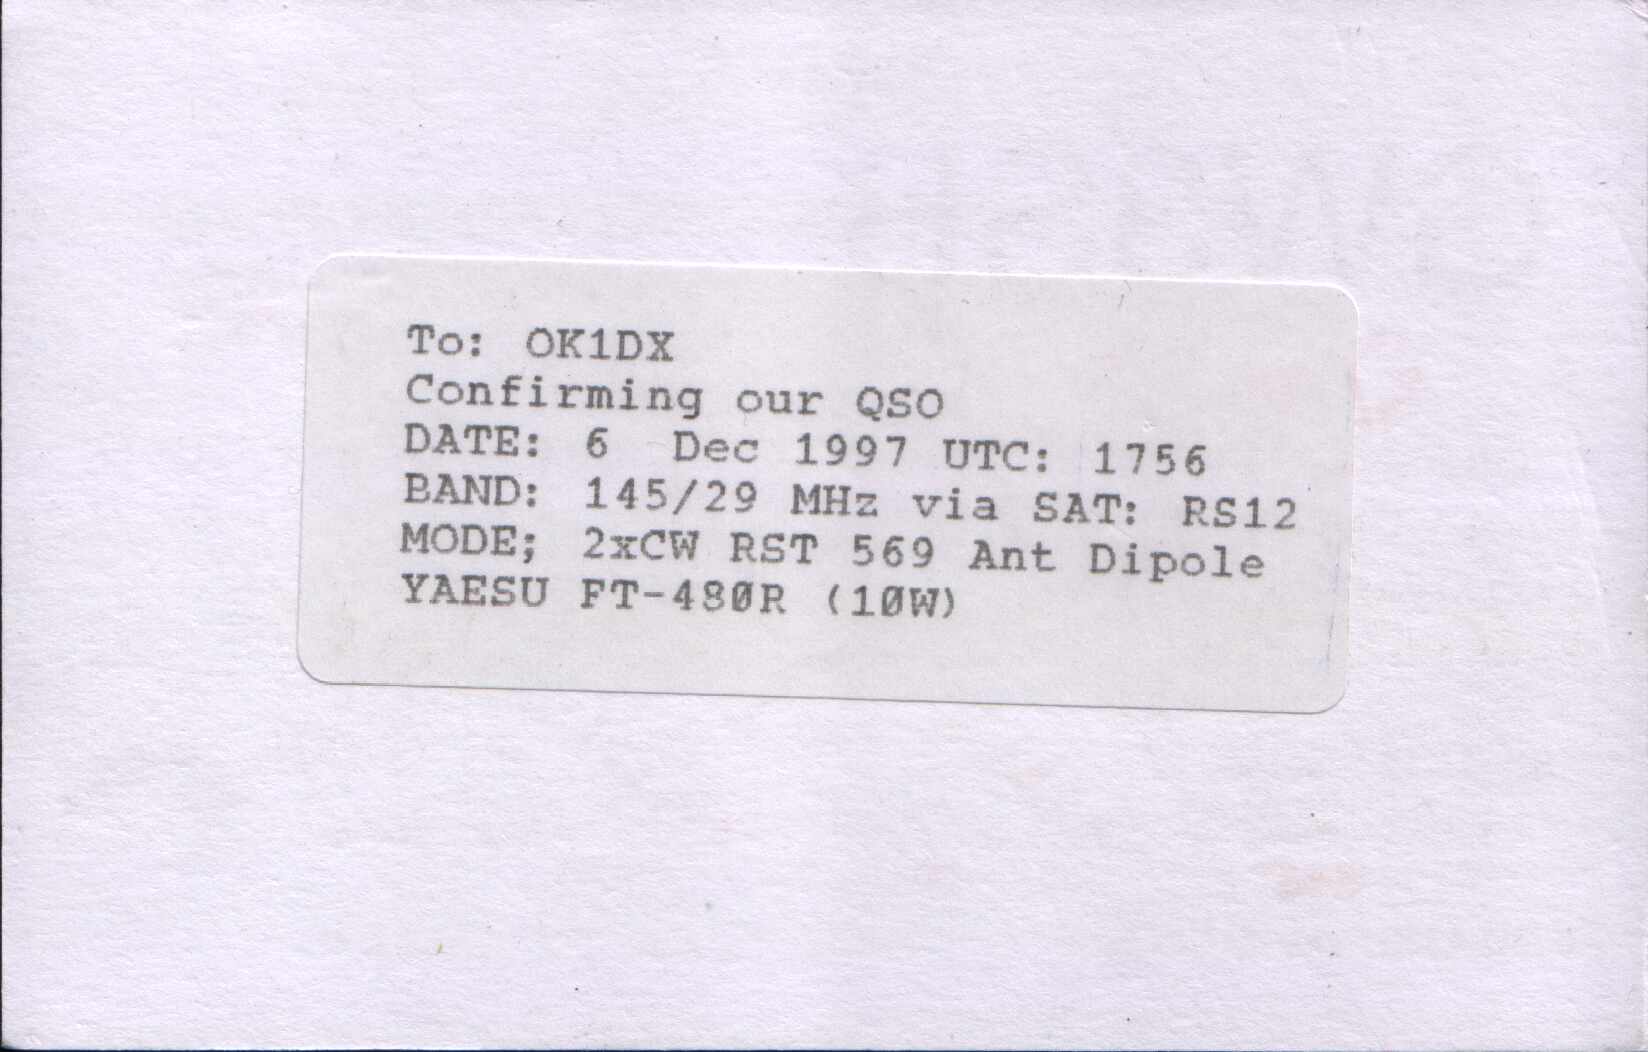 To: OK1DX
Confirming our QSO
DATE: 6 Dec 1997 UTC: 1756
BAND: 145/29 MHz via SAT: RS12
MODE; 2xCW RST 569 Ant Dipole
YAESU FT-480R (10W)